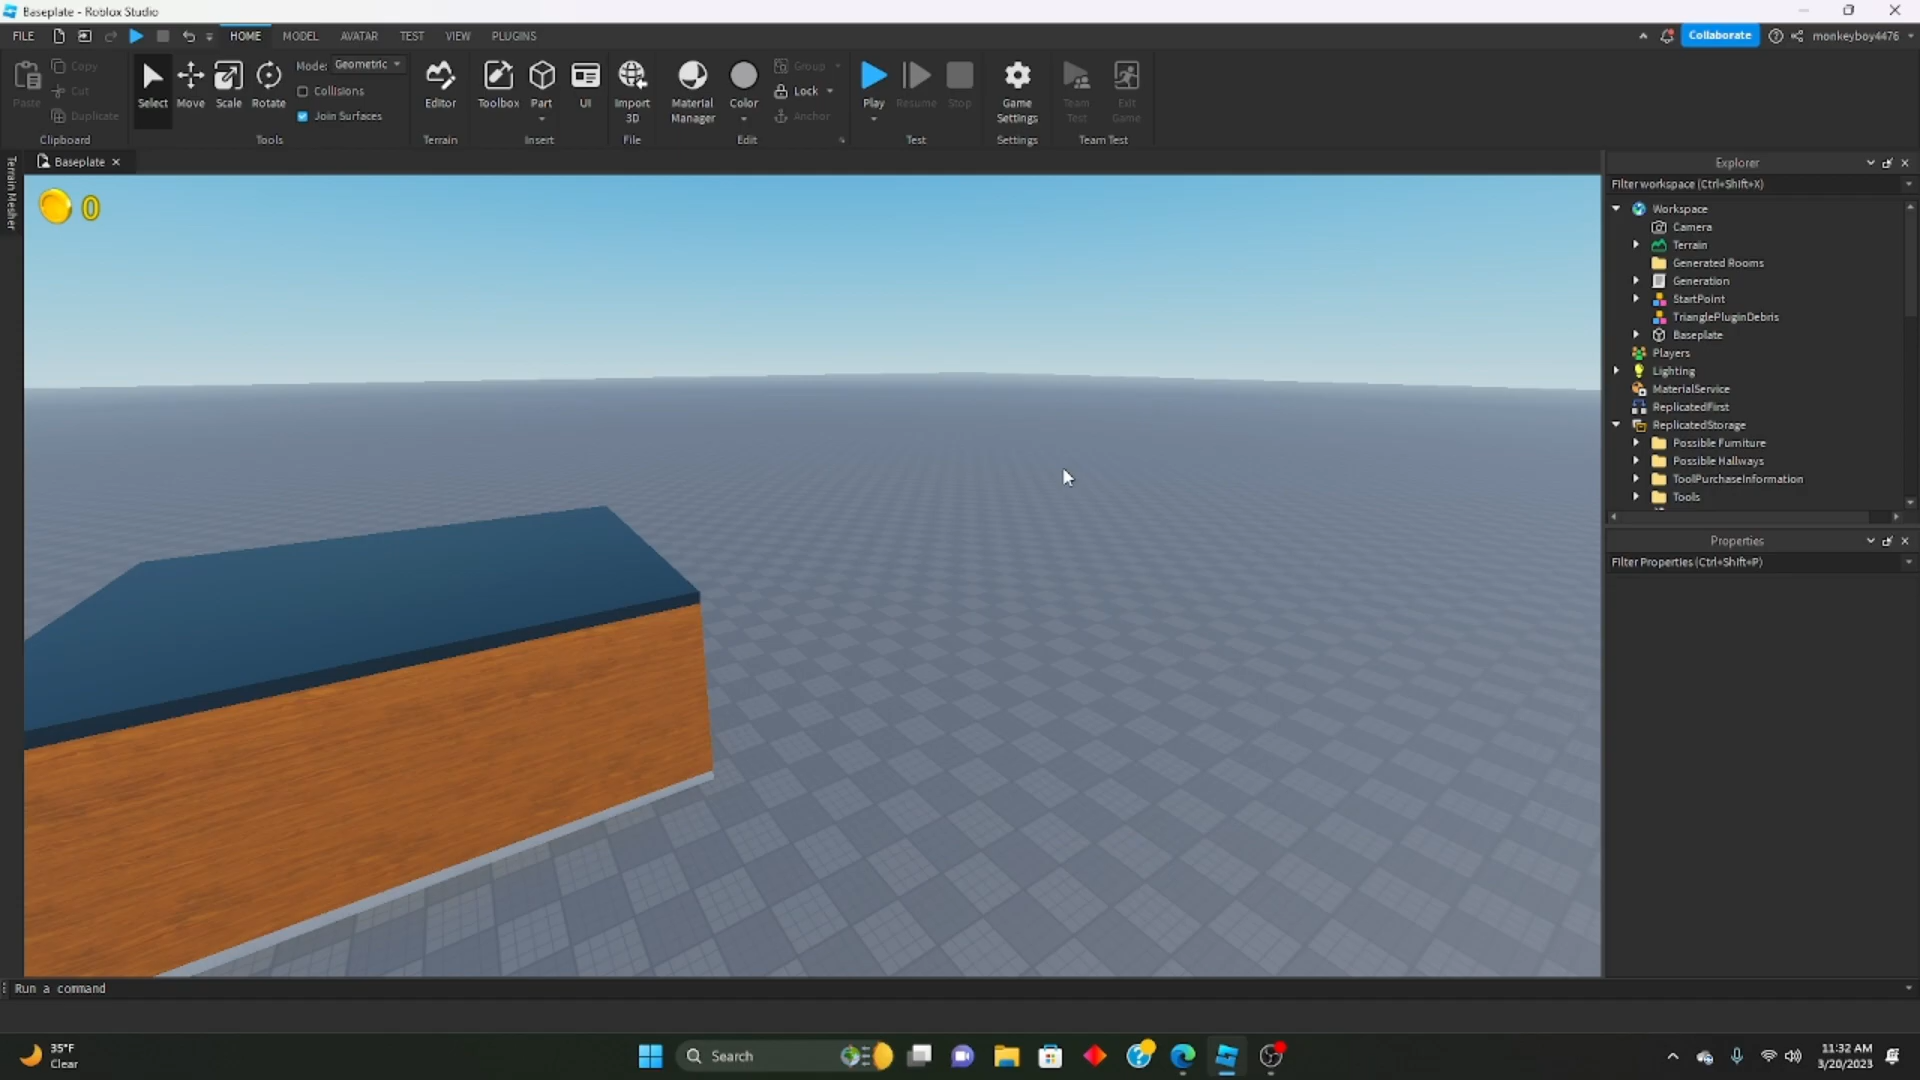 Baseplate - Roblox Studio
FILE HOME MODEL AVATAR TEST VIEW PLUGINS Collaborate monkeyboy4476
Paste Copy Cut Duplicate Clipboard
Select Move Scale Rotate Mode: Geometric Collisions Join Surfaces Tools
Editor Terrain
Toolbox Part UI Insert
Import 3D File
Material Manager Color Group Lock Anchor Edit
Play Resume Stop Test
Game Settings Settings
Team Test Exit Game Team Test
Terrain Mesher
Baseplate
0
Explorer
Filter workspace (Ctrl+Shift+X)
Workspace
Camera
Terrain
Generated Rooms
Generation
StartPoint
TrianglePluginDebris
Baseplate
Players
Lighting
MaterialService
ReplicatedFirst
ReplicatedStorage
Possible Furniture
Possible Hallways
ToolPurchaseInformation
Tools
Properties
Filter Properties (Ctrl+Shift+P)
Run a command
35°F
Clear
Search
11:32 AM
3/20/2023